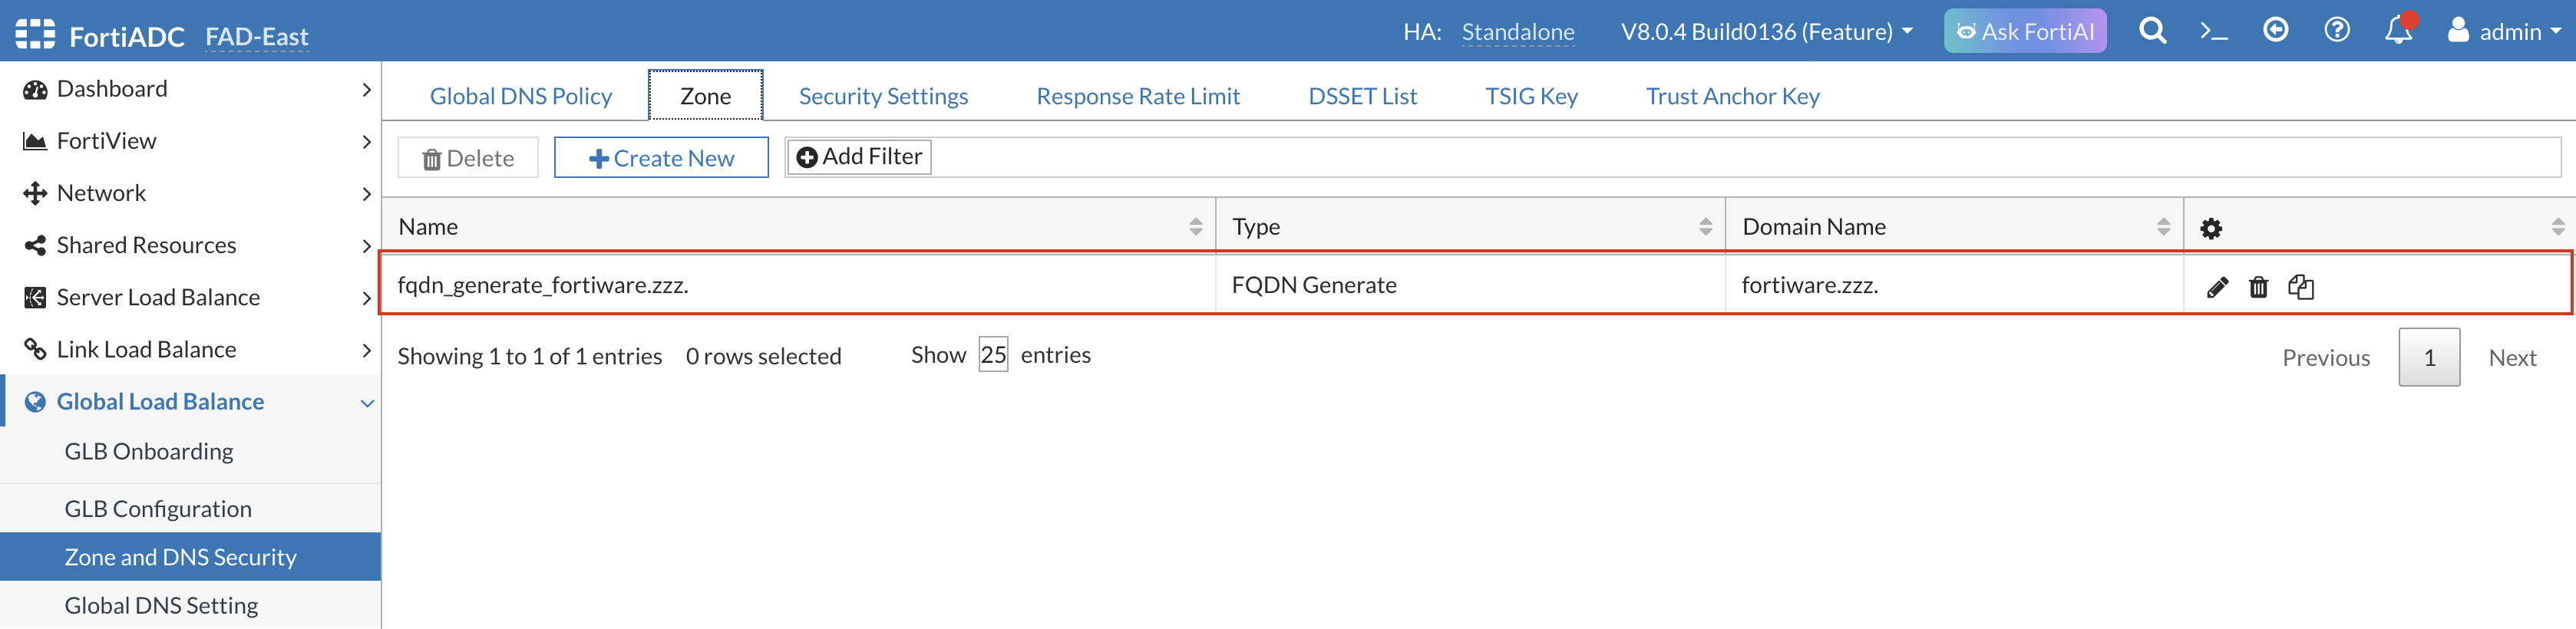 FortiADC FAD-East HA: Standalone V8.0.4 Build0136 (Feature) Ask FortiAI admin
Dashboard
FortiView
Network
Shared Resources
Server Load Balance
Link Load Balance
Global Load Balance
GLB Onboarding
GLB Configuration
Zone and DNS Security
Global DNS Setting
Global DNS Policy Zone Security Settings Response Rate Limit DSSET List TSIG Key Trust Anchor Key
Delete Create New Add Filter
Name Type Domain Name
fqdn_generate_fortiware.zzz. FQDN Generate fortiware.zzz.
Showing 1 to 1 of 1 entries 0 rows selected Show 25 entries Previous 1 Next